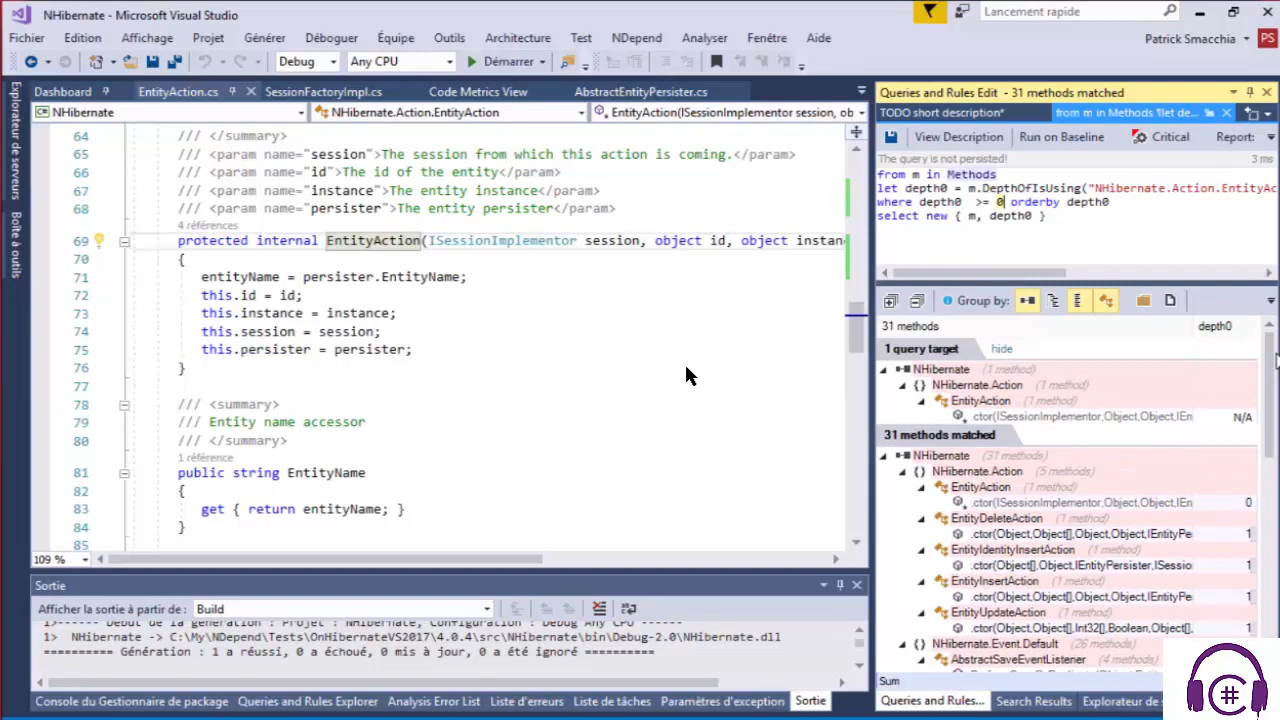 NHibernate - Microsoft Visual Studio
Lancement rapide
Fichier Edition Affichage Projet Générer Déboguer Équipe Outils Architecture Test NDepend Analyser Fenêtre Aide
Patrick Smacchia PS
Debug Any CPU Démarrer
Explorateur de serveurs
Boîte à outils
Dashboard EntityAction.cs SessionFactoryImpl.cs Code Metrics View AbstractEntityPersister.cs
NHibernate NHibernate.Action.EntityAction EntityAction(ISessionImplementor session, ob
64 /// </summary>
65 /// <param name="session">The session from which this action is coming.</param>
66 /// <param name="id">The id of the entity</param>
67 /// <param name="instance">The entity instance</param>
68 /// <param name="persister">The entity persister</param>
4 références
69 protected internal EntityAction(ISessionImplementor session, object id, object instan
70 {
71 entityName = persister.EntityName;
72 this.id = id;
73 this.instance = instance;
74 this.session = session;
75 this.persister = persister;
76 }
77
78 /// <summary>
79 /// Entity name accessor
80 /// </summary>
1 référence
81 public string EntityName
82 {
83 get { return entityName; }
84 }
85
109 %
Sortie
Afficher la sortie à partir de : Build
1>------ Début de la génération : Projet : NHibernate, Configuration : Debug Any CPU ------
1> NHibernate -> C:\My\NDepend\Tests\OnHibernateVS2017\4.0.4\src\NHibernate\bin\Debug-2.0\NHibernate.dll
========== Génération : 1 a réussi, 0 a échoué, 0 mis à jour, 0 a été ignoré ==========
Console du Gestionnaire de package Queries and Rules Explorer Analysis Error List Liste d'erreurs Liste de tâches Paramètres d'exception Sortie
Queries and Rules Edit - 31 methods matched
TODO short description* from m in Methods ¶let de...
View Description Run on Baseline Critical Report:
The query is not persisted! 3 ms
from m in Methods
let depth0 = m.DepthOfIsUsing("NHibernate.Action.EntityAc
where depth0 >= 0 orderby depth0
select new { m, depth0 }
Group by:
31 methods depth0
1 query target hide
NHibernate (1 method)
{} NHibernate.Action (1 method)
EntityAction (1 method)
.ctor(ISessionImplementor,Object,Object,IEn N/A
31 methods matched
NHibernate (31 methods)
{} NHibernate.Action (5 methods)
EntityAction (1 method)
.ctor(ISessionImplementor,Object,Object,IEn 0
EntityDeleteAction (1 method)
.ctor(Object,Object[],Object,Object,IEntityPe 1
EntityIdentityInsertAction (1 method)
.ctor(Object[],Object,IEntityPersister,ISessio 1
EntityInsertAction (1 method)
.ctor(Object,Object[],Object,Object,IEntityPe 1
EntityUpdateAction (1 method)
.ctor(Object,Object[],Int32[],Boolean,Object[], 1
{} NHibernate.Event.Default (26 methods)
AbstractSaveEventListener (4 methods)
Sum
Queries and Rules... Search Results Explorateur de s
#